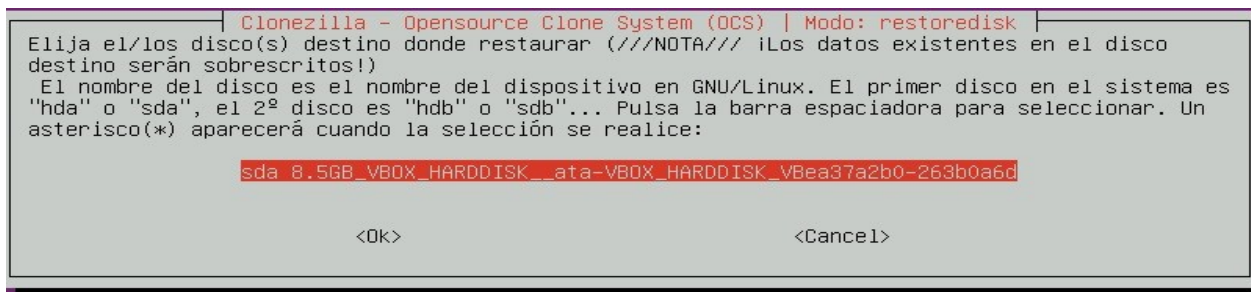 Clonezilla - Opensource Clone System (OCS) | Modo: restoredisk
Elija el/los disco(s) destino donde restaurar (///NOTA/// ¡Los datos existentes en el disco
destino serán sobrescritos!)
El nombre del disco es el nombre del dispositivo en GNU/Linux. El primer disco en el sistema es
"hda" o "sda", el 2º disco es "hdb" o "sdb"... Pulsa la barra espaciadora para seleccionar. Un
asterisco(*) aparecerá cuando la selección se realice:
sda 8.5GB_VBOX_HARDDISK__ata-VBOX_HARDDISK_VBea37a2b0-263b0a6d
<Ok> <Cancel>